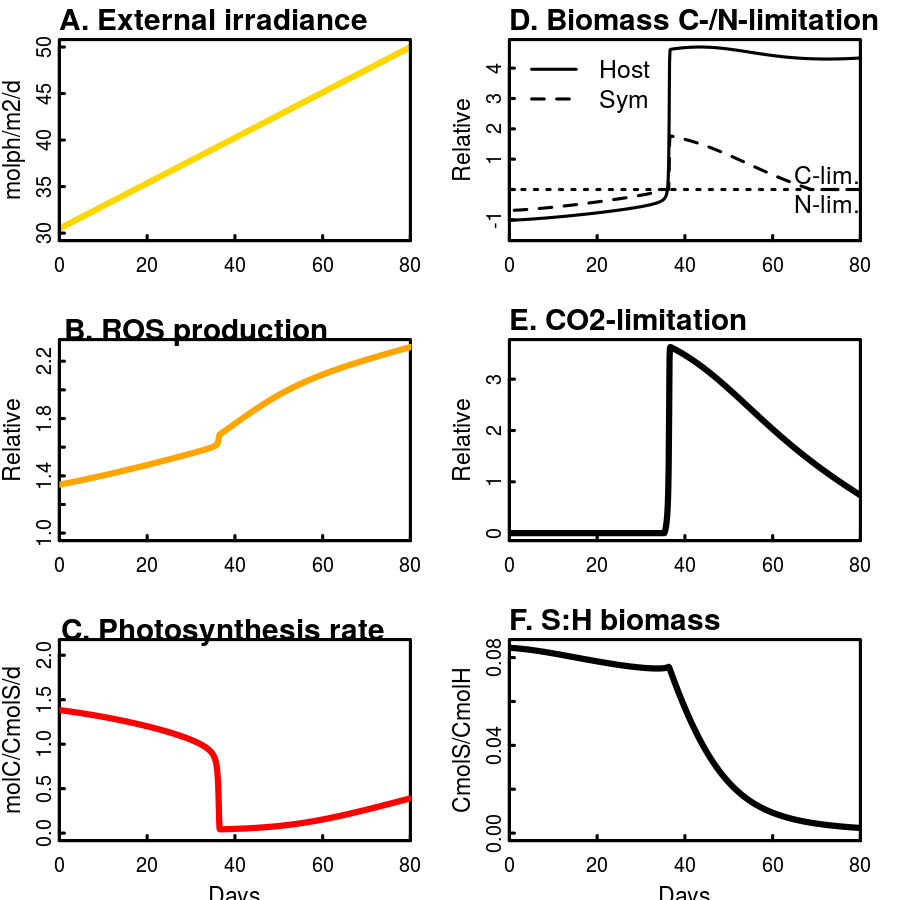 A. External irradiance
molph/m2/d
30 35 40 45 50
0 20 40 60 80
B. ROS production
Relative
1.0 1.4 1.8 2.2
0 20 40 60 80
C. Photosynthesis rate
molC/CmolS/d
0.0 0.5 1.0 1.5 2.0
0 20 40 60 80
Days
D. Biomass C-/N-limitation
Relative
-1 1 2 3 4
Host
Sym
C-lim.
N-lim.
0 20 40 60 80
E. CO2-limitation
Relative
0 1 2 3
0 20 40 60 80
F. S:H biomass
CmolS/CmolH
0.00 0.04 0.08
0 20 40 60 80
Days